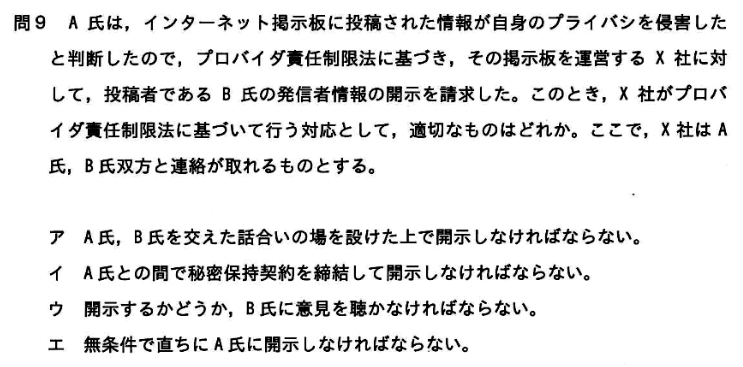 問9 A氏は，インターネット掲示板に投稿された情報が自身のプライバシを侵害した
と判断したので，プロバイダ責任制限法に基づき，その掲示板を運営する X 社に対
して，投稿者である B 氏の発信者情報の開示を請求した。このとき，X 社がプロバ
イダ責任制限法に基づいて行う対応として，適切なものはどれか。ここで，X 社は A
氏，B 氏双方と連絡が取れるものとする。
ア A 氏，B 氏を交えた話合いの場を設けた上で開示しなければならない。
イ A 氏との間で秘密保持契約を締結して開示しなければならない。
ウ 開示するかどうか，B 氏に意見を聴かなければならない。
エ 無条件で直ちに A 氏に開示しなければならない。